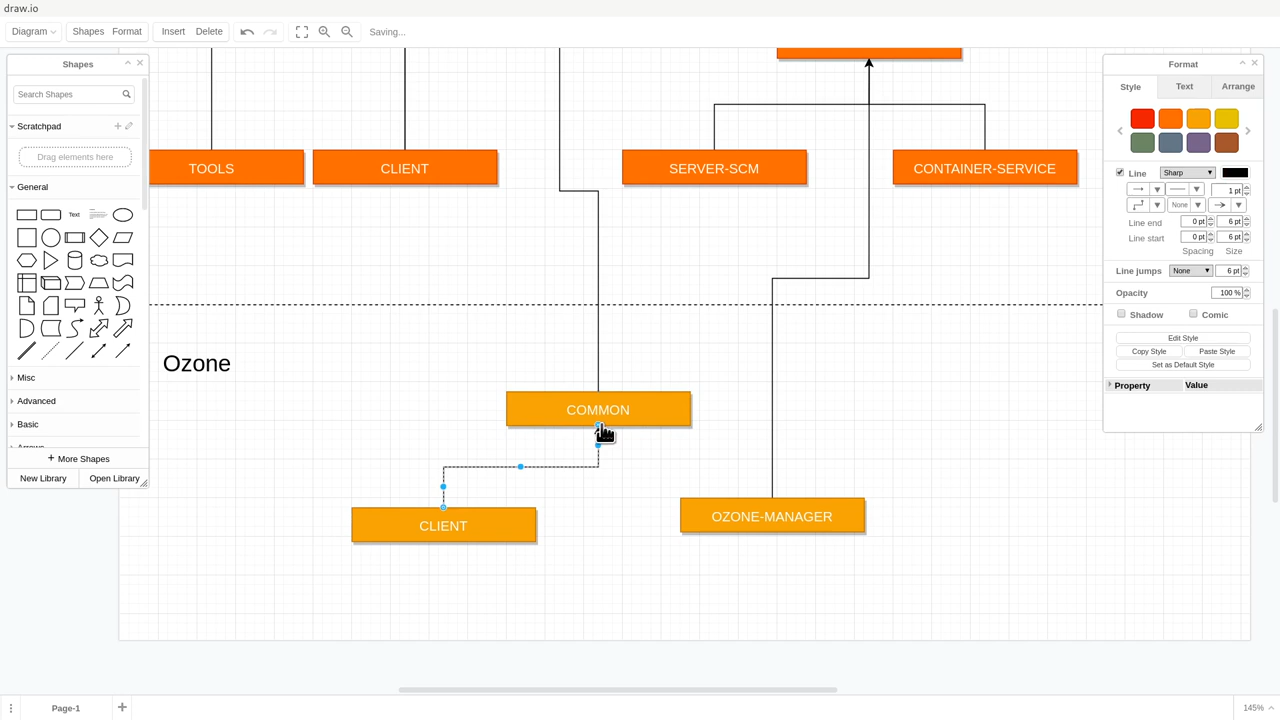 draw.io
Diagram Shapes Format Insert Delete Saving...
Shapes
Search Shapes
Scratchpad
Drag elements here
General
Text
Misc
Advanced
Basic
+ More Shapes
New Library Open Library
TOOLS CLIENT SERVER-SCM CONTAINER-SERVICE
Ozone
COMMON
CLIENT OZONE-MANAGER
Format
Style Text Arrange
Line Sharp
1 pt
None
Line end 0 pt 6 pt
Line start 0 pt 6 pt
Spacing Size
Line jumps None 6 pt
Opacity 100 %
Shadow Comic
Edit Style
Copy Style Paste Style
Set as Default Style
Property Value
Page-1 145%